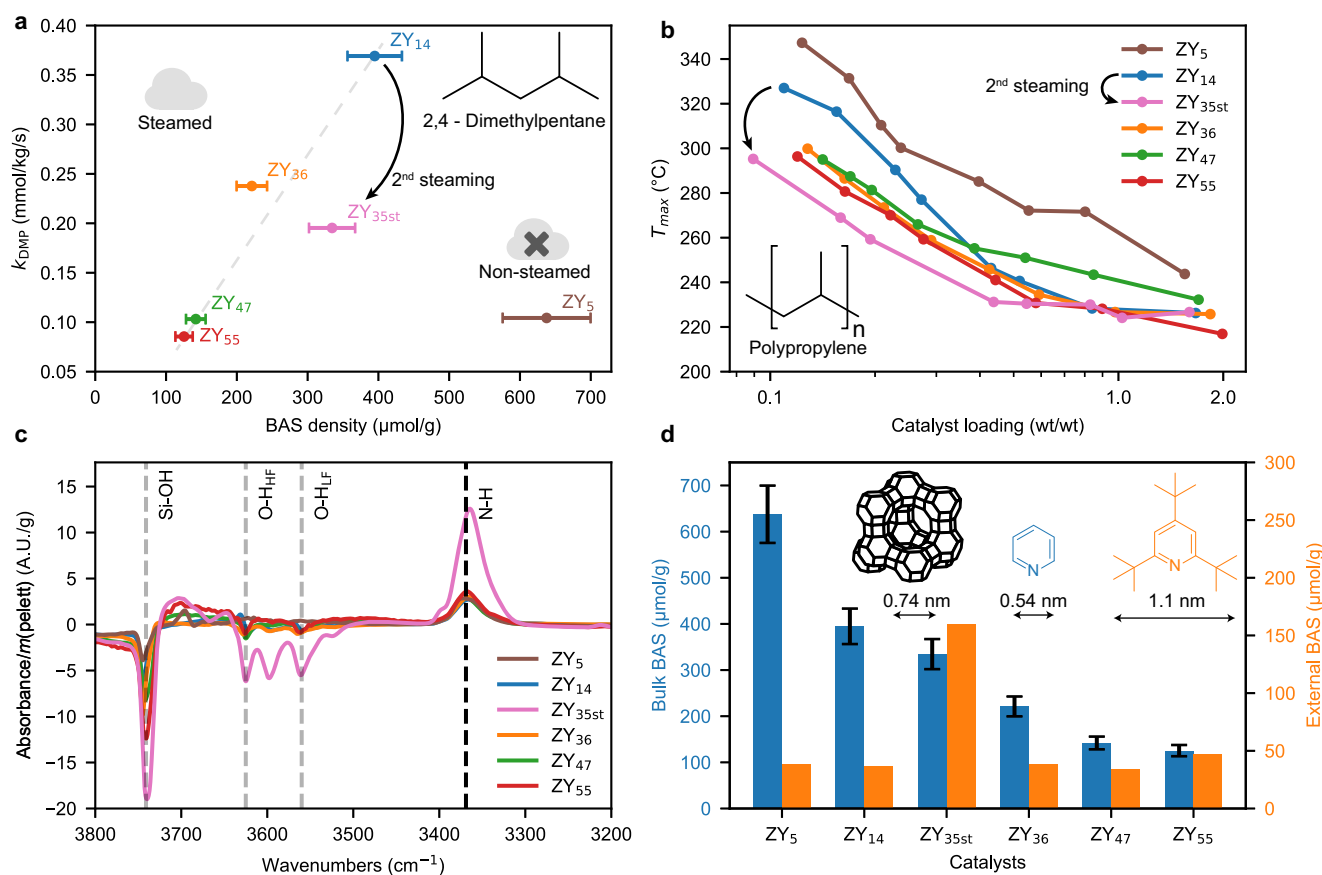 a
0.40
0.35
0.30
0.25
0.20
0.15
0.10
0.05
k_DMP (mmol/kg/s)
0
100
200
300
400
500
600
700
BAS density (μmol/g)
Steamed
ZY14
2,4 - Dimethylpentane
2nd steaming
ZY36
ZY35st
Non-steamed
ZY5
ZY47
ZY55
b
340
320
300
280
260
240
220
200
Tmax (°C)
0.1
1.0
2.0
Catalyst loading (wt/wt)
2nd steaming
ZY5
ZY14
ZY35st
ZY36
ZY47
ZY55
n
Polypropylene
c
15
10
5
0
−5
−10
−15
−20
Absorbance/m(pelett) (A.U./g)
3800
3700
3600
3500
3400
3300
3200
Wavenumbers (cm−1)
Si-OH
O-HHF
O-HLF
N-H
ZY5
ZY14
ZY35st
ZY36
ZY47
ZY55
d
700
600
500
400
300
200
100
0
Bulk BAS (μmol/g)
300
250
200
150
100
50
0
External BAS (μmol/g)
N
N
0.74 nm
0.54 nm
1.1 nm
ZY5
ZY14
ZY35st
ZY36
ZY47
ZY55
Catalysts